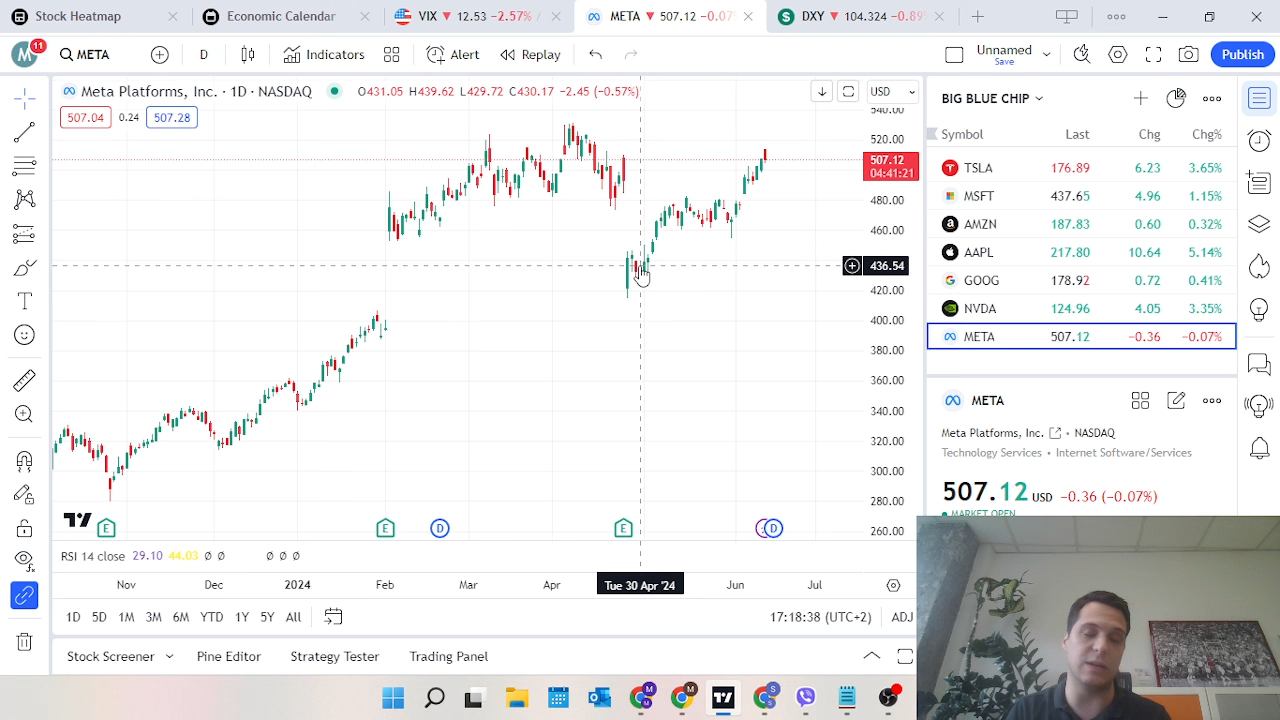 Stock Heatmap
Economic Calendar
VIX ▼ 12.53 −2.57%
META ▼ 507.12 −0.07
DXY ▼ 104.324 −0.89
M
11
META
D
Indicators
Alert
Replay
Unnamed
Save
Publish
Meta Platforms, Inc. · 1D · NASDAQ
O431.05 H439.62 L429.72 C430.17 −2.45 (−0.57%)
USD
507.04
0.24
507.28
540.00
520.00
507.12
04:41:21
480.00
460.00
436.54
420.00
400.00
380.00
360.00
340.00
320.00
300.00
280.00
260.00
E
E
D
E
D
RSI 14 close 29.10 44.03 ∅ ∅ ∅ ∅ ∅
Nov
Dec
2024
Feb
Mar
Apr
Tue 30 Apr '24
Jun
Jul
1D
5D
1M
3M
6M
YTD
1Y
5Y
All
17:18:38 (UTC+2)
ADJ
Stock Screener
Pine Editor
Strategy Tester
Trading Panel
BIG BLUE CHIP
Symbol Last Chg Chg%
TSLA 176.89 6.23 3.65%
MSFT 437.65 4.96 1.15%
AMZN 187.83 0.60 0.32%
AAPL 217.80 10.64 5.14%
GOOG 178.92 0.72 0.41%
NVDA 124.96 4.05 3.35%
META 507.12 −0.36 −0.07%
META
Meta Platforms, Inc. • NASDAQ
Technology Services • Internet Software/Services
507.12 USD −0.36 (−0.07%)
MARKET OPEN